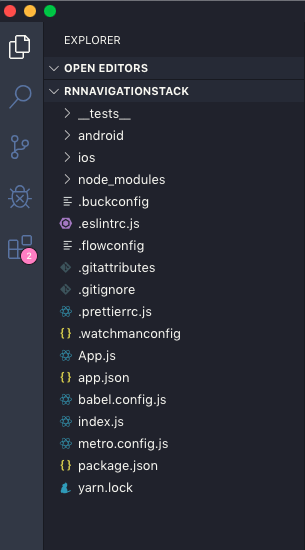 EXPLORER
OPEN EDITORS
RNNAVIGATIONSTACK
__tests__
android
ios
node_modules
.buckconfig
.eslintrc.js
.flowconfig
.gitattributes
.gitignore
.prettierrc.js
.watchmanconfig
App.js
app.json
babel.config.js
index.js
metro.config.js
package.json
yarn.lock
2